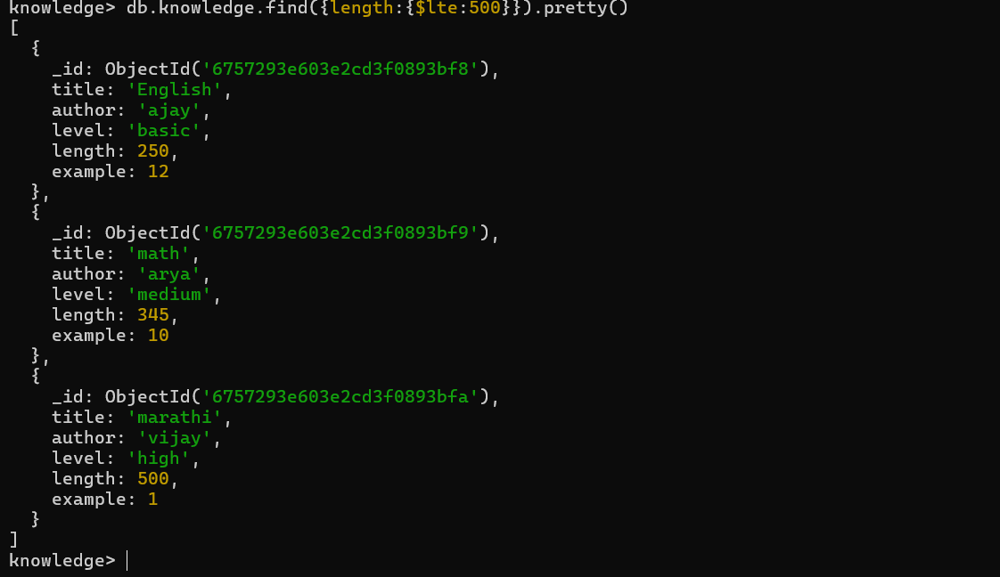 knowledge> db.knowledge.find({length:{$lte:500}}).pretty()
[
  {
    _id: ObjectId('6757293e603e2cd3f0893bf8'),
    title: 'English',
    author: 'ajay',
    level: 'basic',
    length: 250,
    example: 12
  },
  {
    _id: ObjectId('6757293e603e2cd3f0893bf9'),
    title: 'math',
    author: 'arya',
    level: 'medium',
    length: 345,
    example: 10
  },
  {
    _id: ObjectId('6757293e603e2cd3f0893bfa'),
    title: 'marathi',
    author: 'vijay',
    level: 'high',
    length: 500,
    example: 1
  }
]
knowledge>